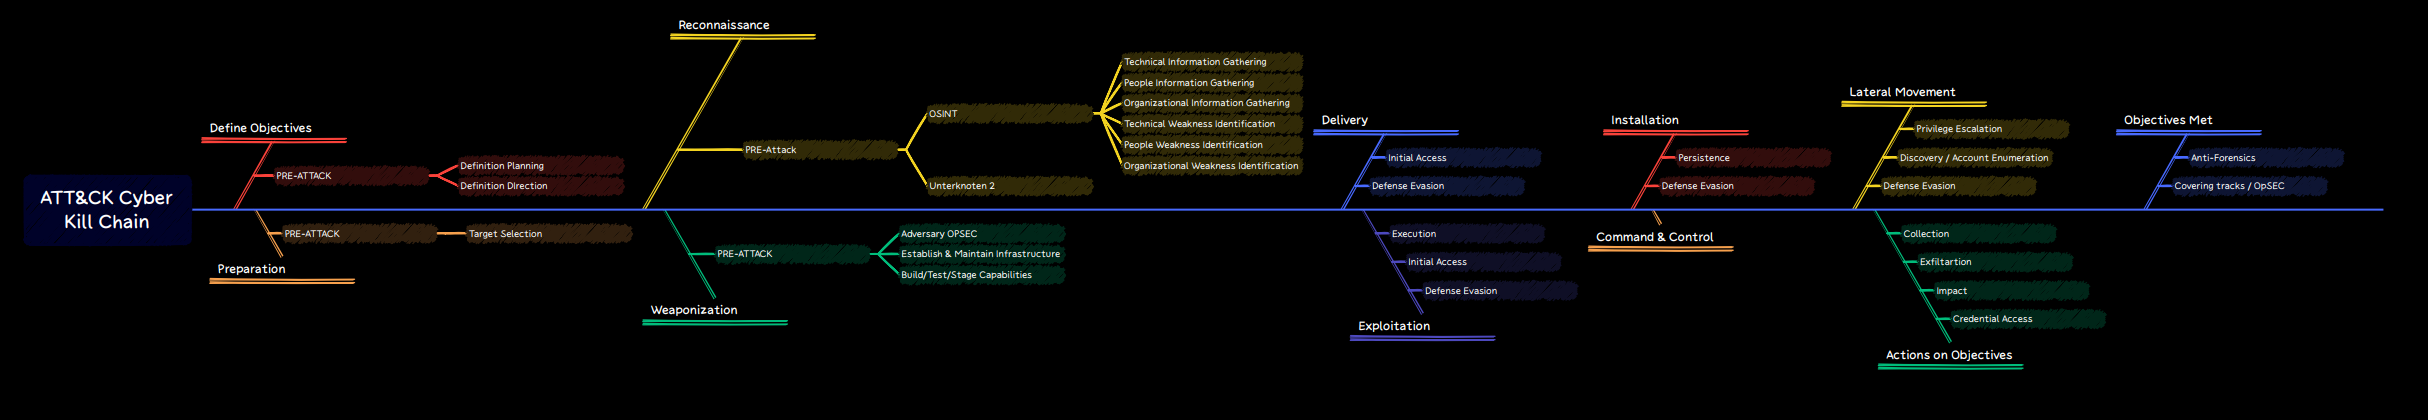 ATT&CK Cyber
Kill Chain
Define Objectives
PRE-ATTACK
Definition Planning
Definition DIrection
Preparation
PRE-ATTACK
Target Selection
Reconnaissance
PRE-Attack
OSINT
Technical Information Gathering
People Information Gathering
Organizational Information Gathering
Technical Weakness Identification
People Weakness Identification
Organizational Weakness Identification
Unterknoten 2
Weaponization
PRE-ATTACK
Adversary OPSEC
Establish & Maintain Infrastructure
Build/Test/Stage Capabilities
Delivery
Initial Access
Defense Evasion
Exploitation
Execution
Initial Access
Defense Evasion
Installation
Persistence
Defense Evasion
Command & Control
Lateral Movement
Privilege Escalation
Discovery / Account Enumeration
Defense Evasion
Actions on Objectives
Collection
Exfiltartion
Impact
Credential Access
Objectives Met
Anti-Forensics
Covering tracks / OpSEC